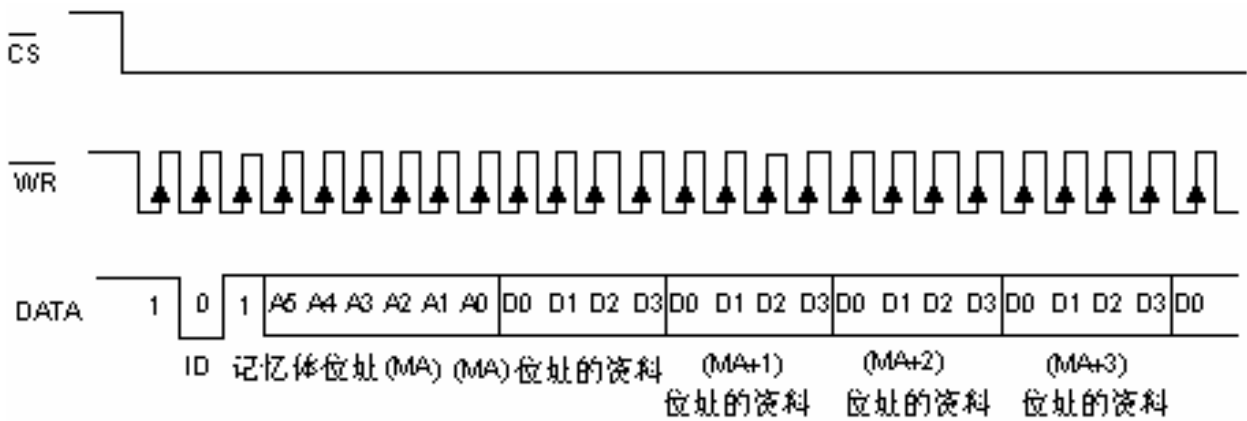 CS
WR
DATA 1 0 1 A5 A4 A3 A2 A1 A0 D0 D1 D2 D3 D0 D1 D2 D3 D0 D1 D2 D3 D0 D1 D2 D3 D0
ID 记忆体位址(MA) (MA)位址的资料 (MA+1) (MA+2) (MA+3)
位址的资料 位址的资料 位址的资料